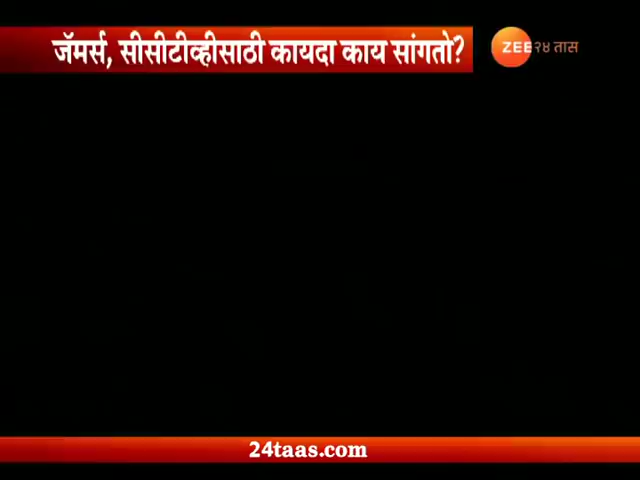 जॅमर्स, सीसीटीव्हीसाठी कायदा काय सांगतो?
ZEE २४ तास
24taas.com